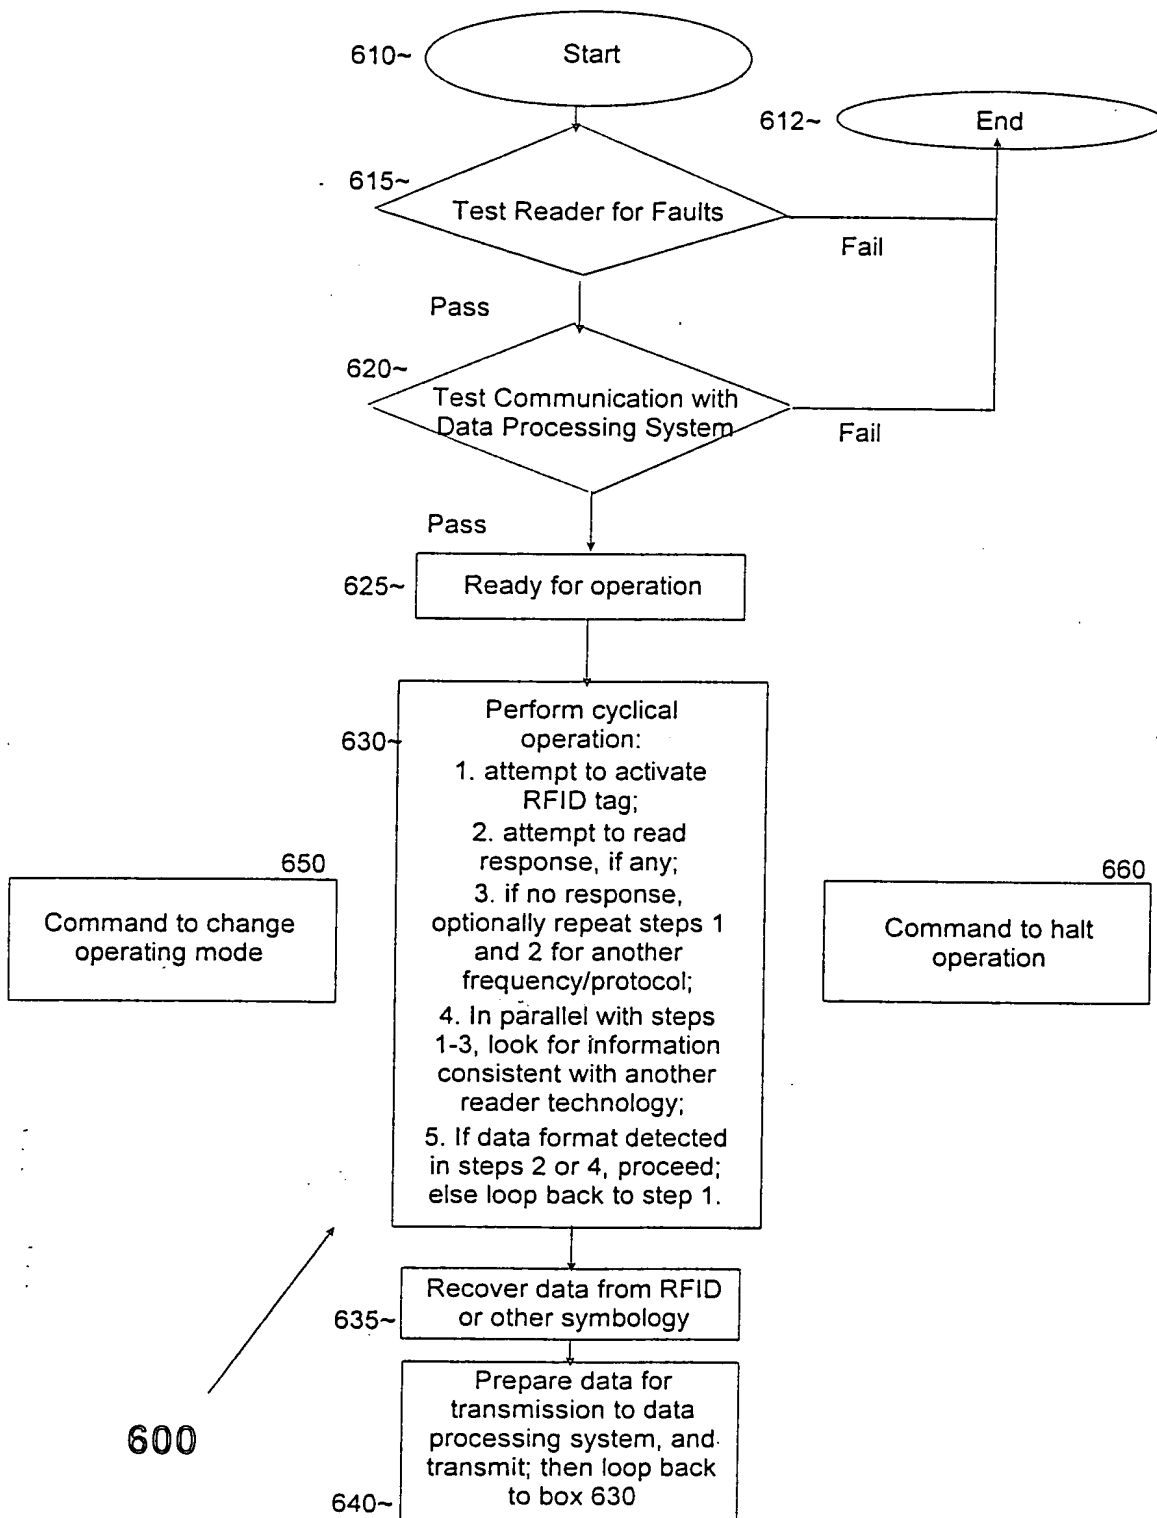 610~
Start
612~
End
615~
Test Reader for Faults
Fail
Pass
620~
Test Communication with
Data Processing System
Fail
Pass
625~
Ready for operation
630~
Perform cyclical
operation:
1. attempt to activate
RFID tag;
2. attempt to read
response, if any;
3. if no response,
optionally repeat steps 1
and 2 for another
frequency/protocol;
4. In parallel with steps
1-3, look for information
consistent with another
reader technology;
5. If data format detected
in steps 2 or 4, proceed;
else loop back to step 1.
650
Command to change
operating mode
660
Command to halt
operation
635~
Recover data from RFID
or other symbology
640~
Prepare data for
transmission to data
processing system, and
transmit; then loop back
to box 630
600